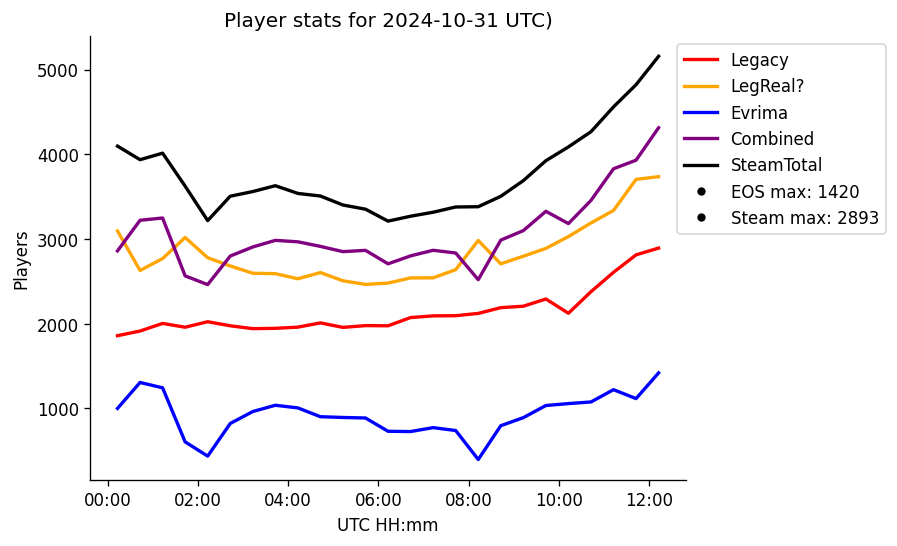 Player stats for 2024-10-31 UTC)
Players
5000
4000
3000
2000
1000
00:00 02:00 04:00 06:00 08:00 10:00 12:00
UTC HH:mm
Legacy
LegReal?
Evrima
Combined
SteamTotal
EOS max: 1420
Steam max: 2893